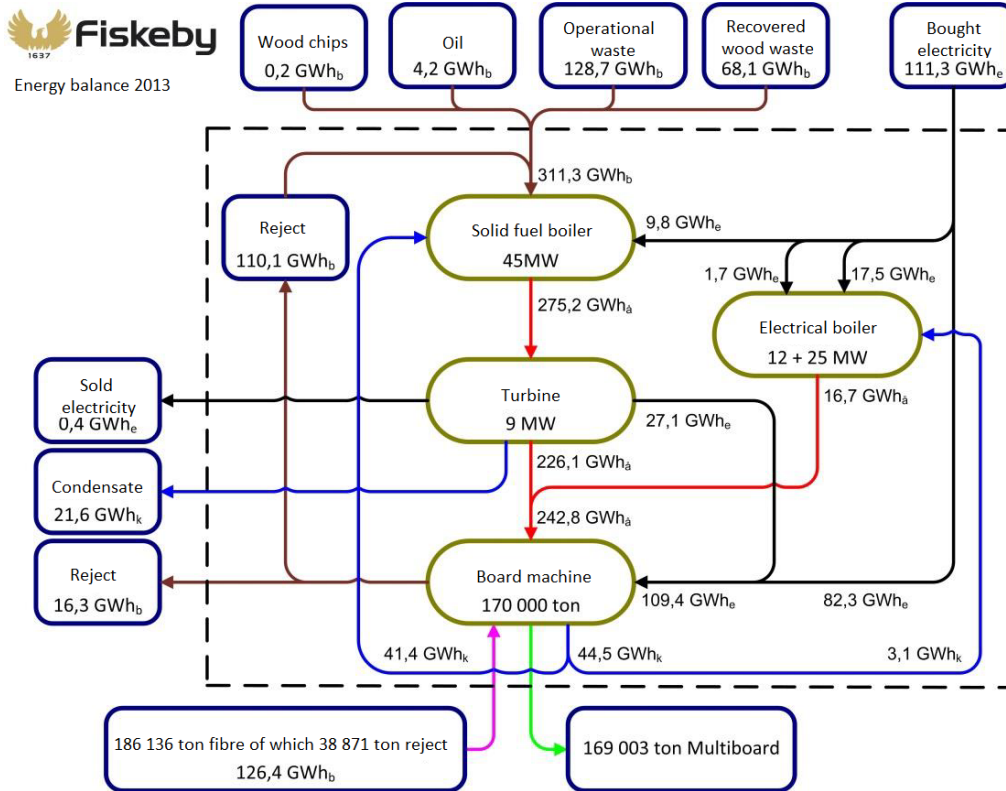 Fiskeby
1637
Energy balance 2013
Wood chips
0,2 GWhb
Oil
4,2 GWhb
Operational
waste
128,7 GWhb
Recovered
wood waste
68,1 GWhb
Bought
electricity
111,3 GWhe
311,3 GWhb
Reject
110,1 GWhb
Solid fuel boiler
45MW
9,8 GWhe
1,7 GWhe
17,5 GWhe
275,2 GWhå
Electrical boiler
12 + 25 MW
Sold
electricity
0,4 GWhe
Turbine
9 MW
27,1 GWhe
16,7 GWhå
Condensate
21,6 GWhk
226,1 GWhå
242,8 GWhå
Reject
16,3 GWhb
Board machine
170 000 ton
109,4 GWhe
82,3 GWhe
41,4 GWhk
44,5 GWhk
3,1 GWhk
186 136 ton fibre of which 38 871 ton reject
126,4 GWhb
169 003 ton Multiboard